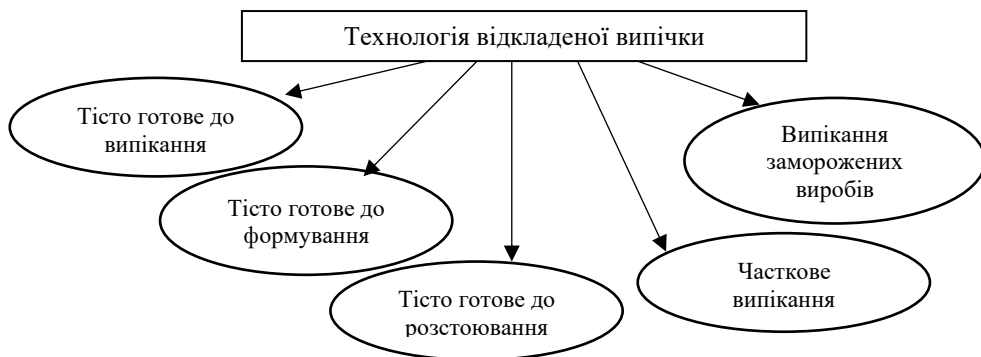 Технологія відкладеної випічки
Тісто готове до
випікання
Тісто готове до
формування
Тісто готове до
розстоювання
Часткове
випікання
Випікання
заморожених
виробів